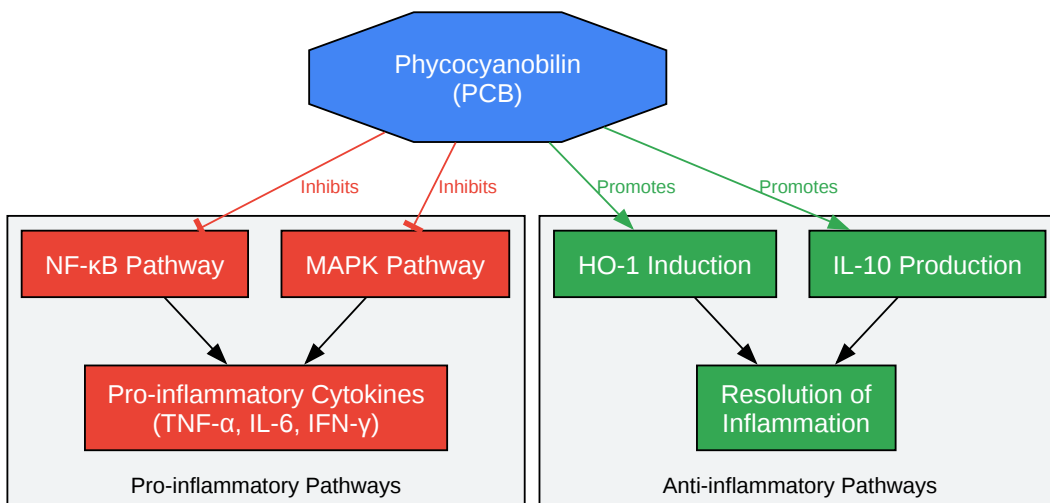 Phycocyanobilin
(PCB)
Inhibits
Inhibits
Promotes
Promotes
NF-κB Pathway
MAPK Pathway
HO-1 Induction
IL-10 Production
Pro-inflammatory Cytokines
(TNF-α, IL-6, IFN-γ)
Resolution of
Inflammation
Pro-inflammatory Pathways
Anti-inflammatory Pathways